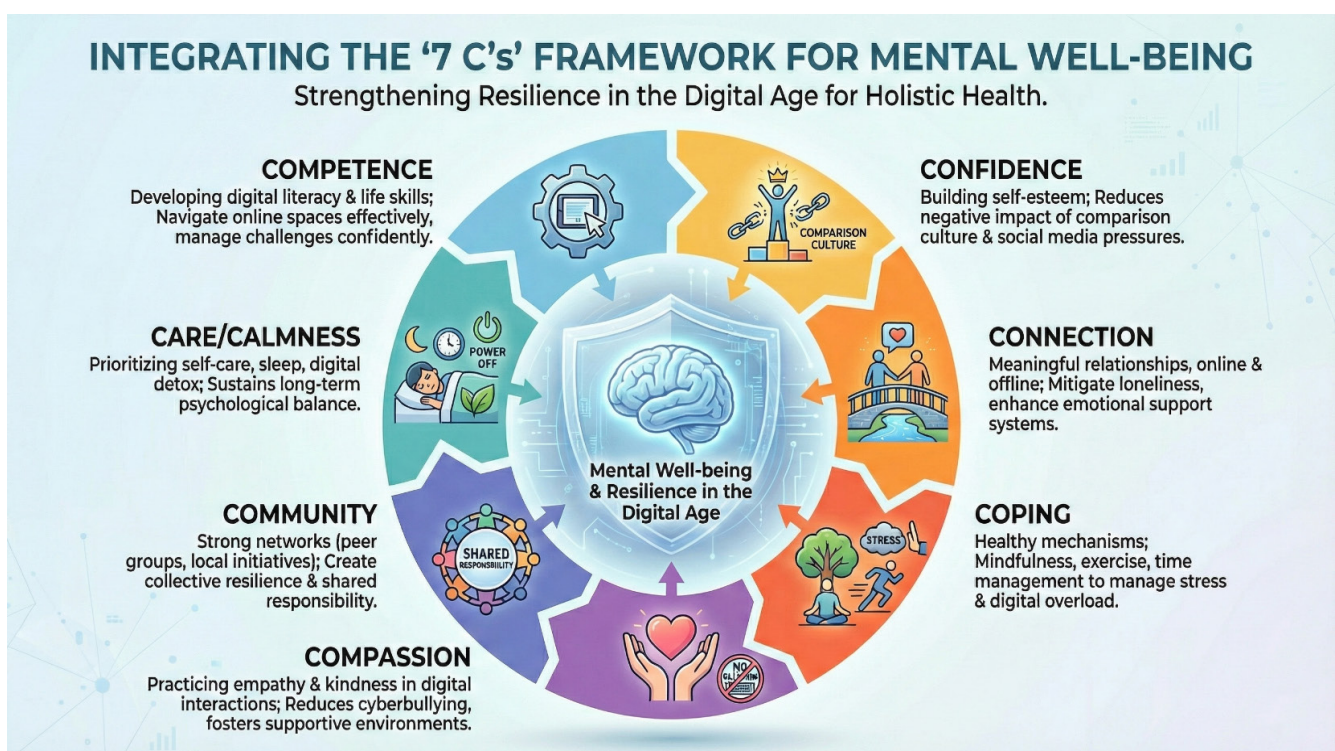 INTEGRATING THE ‘7 C’s’ FRAMEWORK FOR MENTAL WELL-BEING
Strengthening Resilience in the Digital Age for Holistic Health.
COMPETENCE
Developing digital literacy & life skills;
Navigate online spaces effectively,
manage challenges confidently.
CONFIDENCE
Building self-esteem; Reduces
negative impact of comparison
culture & social media pressures.
COMPARISON
CULTURE
CARE/CALMNESS
Prioritizing self-care, sleep, digital
detox; Sustains long-term
psychological balance.
POWER
OFF
CONNECTION
Meaningful relationships, online &
offline; Mitigate loneliness,
enhance emotional support
systems.
Mental Well-being
& Resilience in the
Digital Age
COMMUNITY
Strong networks (peer
groups, local initiatives); Create
collective resilience & shared
responsibility.
SHARED
COPING
Healthy mechanisms;
Mindfulness, exercise, time
management to manage stress
& digital overload.
STRESS
COMPASSION
Practicing empathy & kindness in digital
interactions; Reduces cyberbullying,
fosters supportive environments.
NO